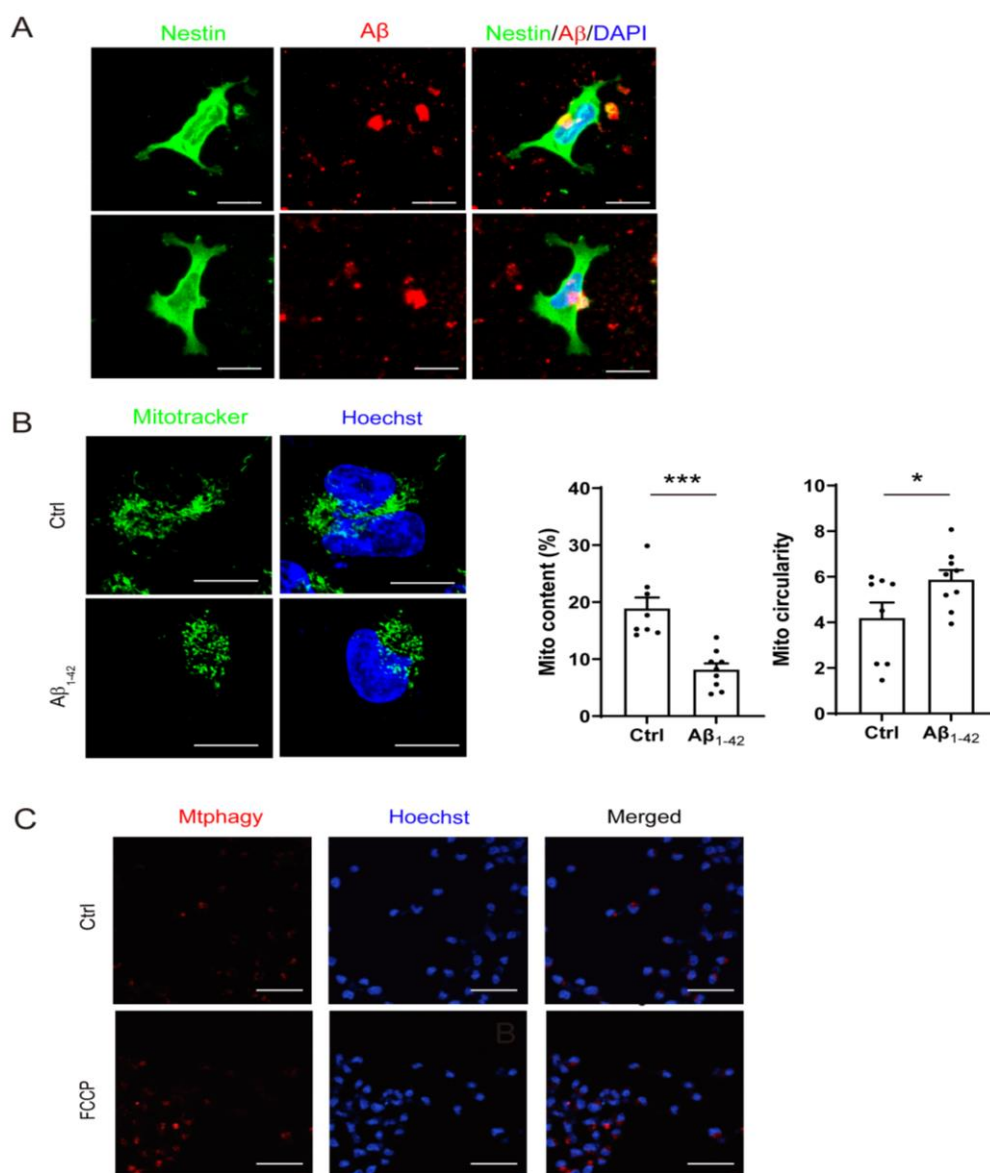 A
Nestin Aβ Nestin/Aβ/DAPI
B
Mitotracker Hoechst
Ctrl
Aβ1-42
Mito content (%)
40
30
20
10
0
***
Ctrl Aβ1-42
Mito circularity
10
8
6
4
2
0
*
Ctrl Aβ1-42
C
Mtphagy Hoechst Merged
Ctrl
FCCP
B